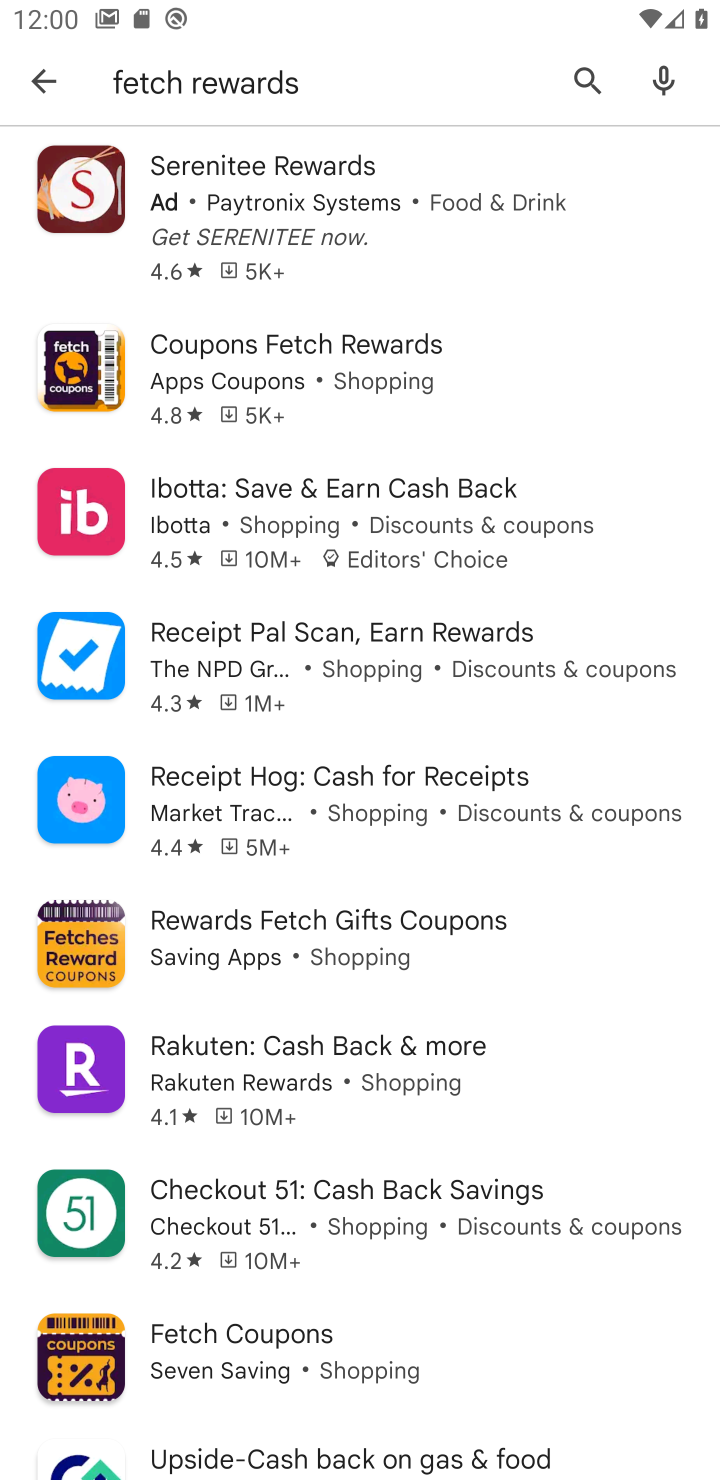 12:00
fetch rewards
S
Serenitee Rewards
Ad • Paytronix Systems • Food & Drink
Get SERENITEE now.
4.6★ 5K+
fetch
coupons
Coupons Fetch Rewards
Apps Coupons • Shopping
4.8★ 5K+
ib
Ibotta: Save & Earn Cash Back
Ibotta • Shopping • Discounts & coupons
4.5★ 10M+ Editors' Choice
Receipt Pal Scan, Earn Rewards
The NPD Gr... • Shopping • Discounts & coupons
4.3★ 1M+
Receipt Hog: Cash for Receipts
Market Trac... • Shopping • Discounts & coupons
4.4★ 5M+
Fetches
Reward
COUPONS
Rewards Fetch Gifts Coupons
Saving Apps • Shopping
R
Rakuten: Cash Back & more
Rakuten Rewards • Shopping
4.1★ 10M+
51
Checkout 51: Cash Back Savings
Checkout 51... • Shopping • Discounts & coupons
4.2★ 10M+
coupons
%
Fetch Coupons
Seven Saving • Shopping
Upside-Cash back on gas & food